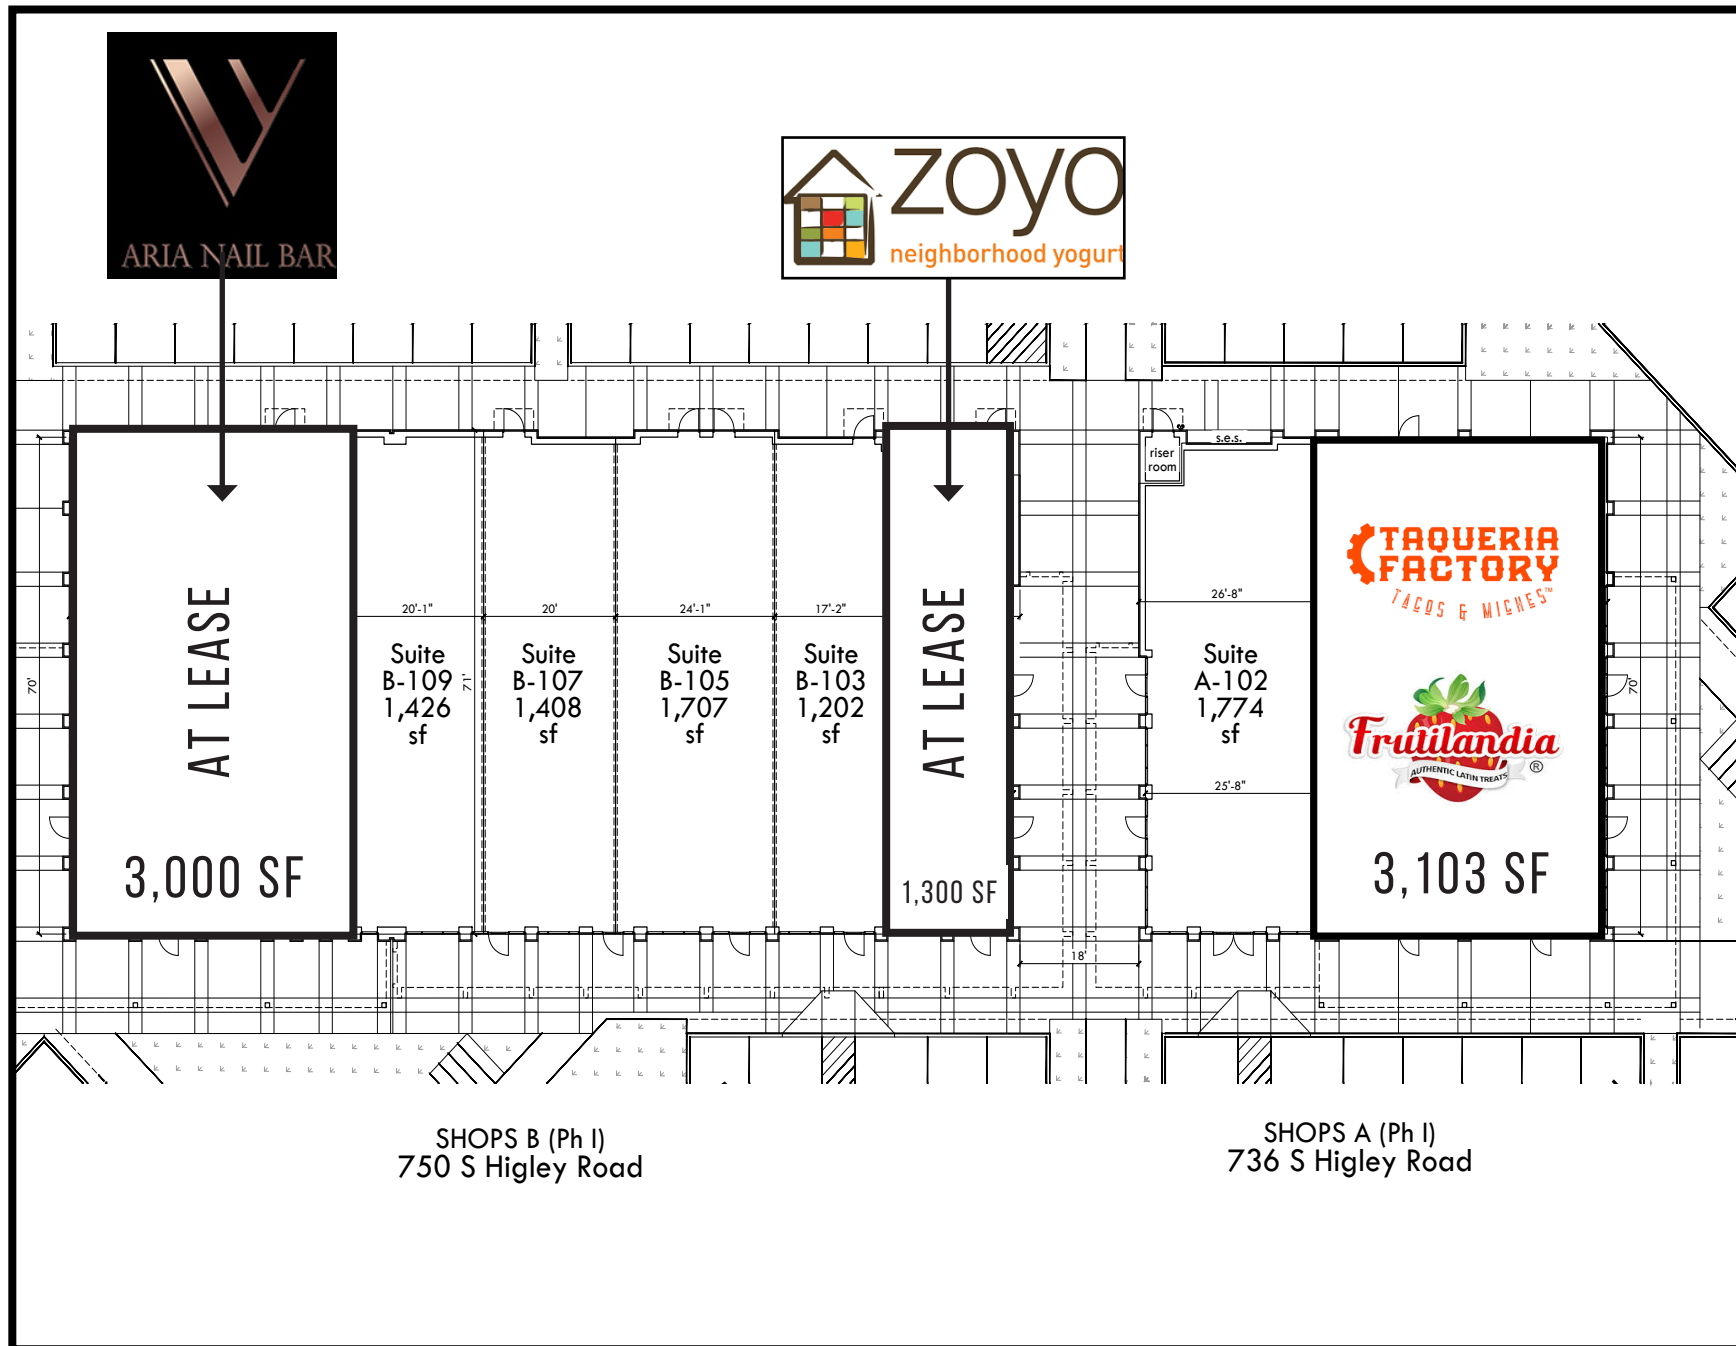 ARIA NAIL BAR
zoyo
neighborhood yogurt
s.e.s.
riser
room
TAQUERIA
FACTORY
TACOS & MICHES™
20'-1"
20'
24'-1"
17'-2"
26'-8"
AT LEASE
Suite
B-109
1,426
sf
71'
Suite
B-107
1,408
sf
Suite
B-105
1,707
sf
Suite
B-103
1,202
sf
AT LEASE
Suite
A-102
1,774
sf
70'
70'
Frutilandia
AUTHENTIC LATIN TREATS ®
25'-8"
3,000 SF
1,300 SF
3,103 SF
18'
SHOPS B (Ph I)
750 S Higley Road
SHOPS A (Ph I)
736 S Higley Road